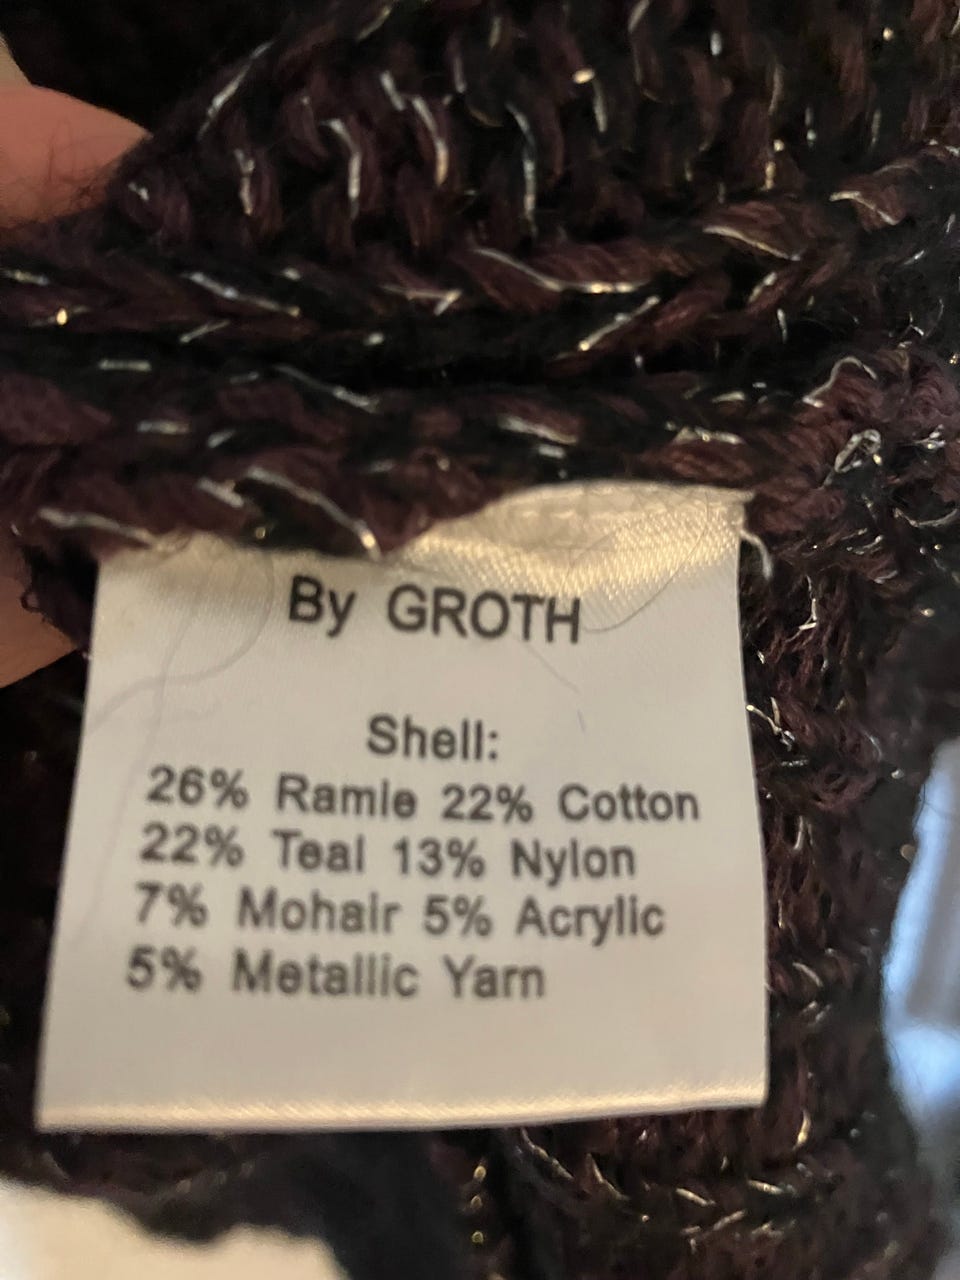 By GROTH
Shell:
26% Ramie 22% Cotton
22% Teal 13% Nylon
7% Mohair 5% Acrylic
5% Metallic Yarn